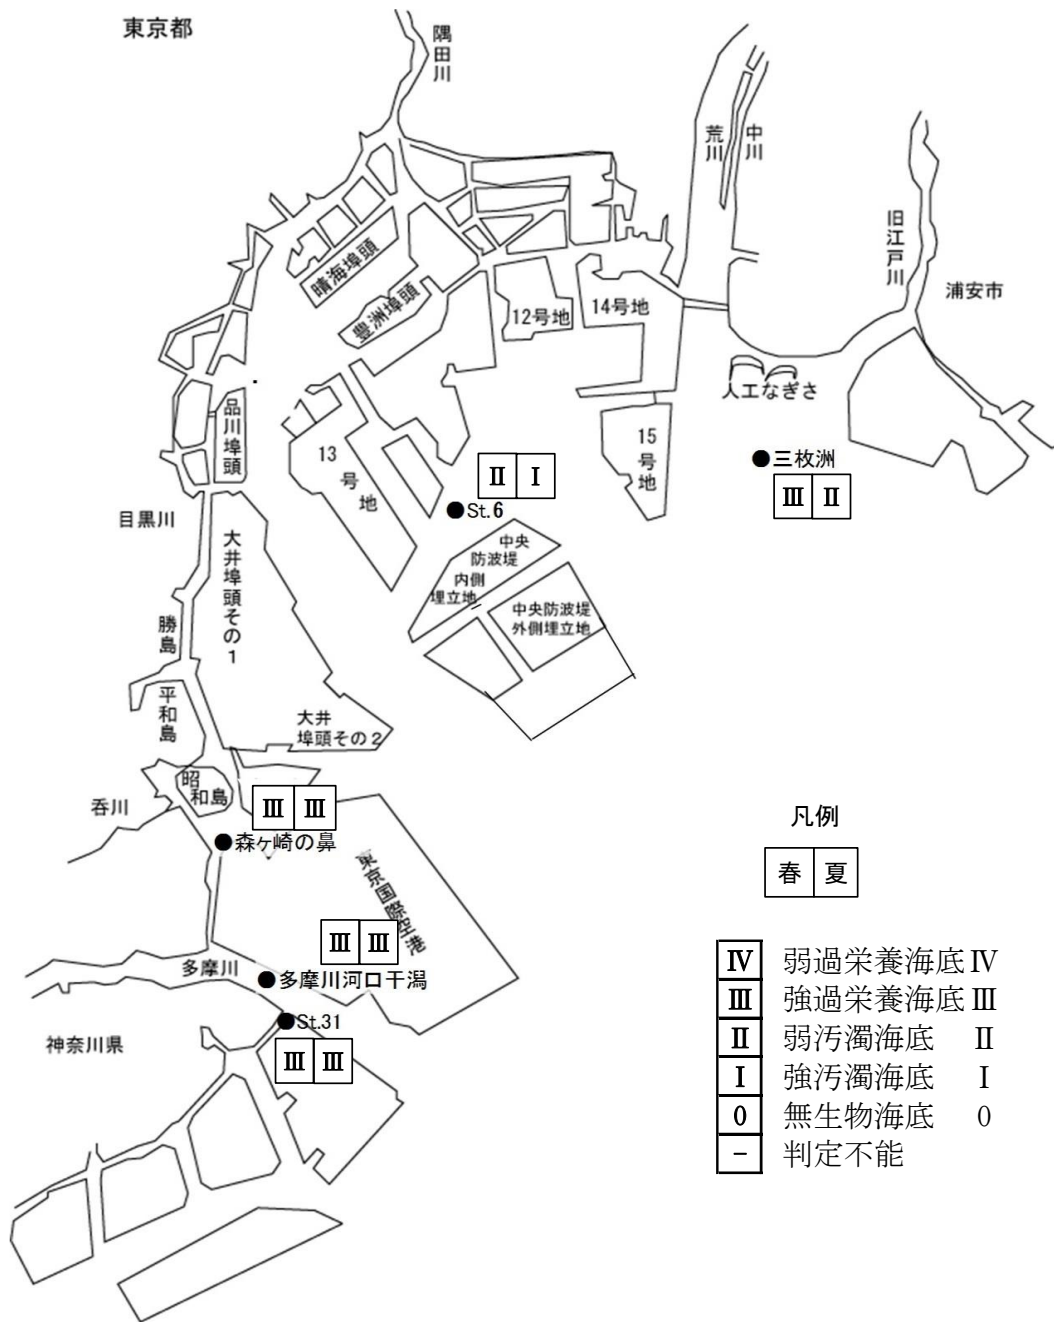 東京都
隅田川
荒川
中川
旧江戸川
浦安市
晴海埠頭
豊洲埠頭
12号地
14号地
人工なぎさ
品川埠頭
13号地
15号地
●三枚洲
Ⅲ Ⅱ
Ⅱ Ⅰ
●St.6
目黒川
大井埠頭その1
中央
防波堤
内側
埋立地
中央防波堤
外側埋立地
勝島
平和島
大井
埠頭その2
昭和島
呑川
Ⅲ Ⅲ
●森ヶ崎の鼻
東京国際空港
Ⅲ Ⅲ
多摩川
●多摩川河口干潟
●St.31
Ⅲ Ⅲ
神奈川県
凡例
春 夏
Ⅳ 弱過栄養海底Ⅳ
Ⅲ 強過栄養海底Ⅲ
Ⅱ 弱汚濁海底 Ⅱ
Ⅰ 強汚濁海底 Ⅰ
0 無生物海底 0
- 判定不能